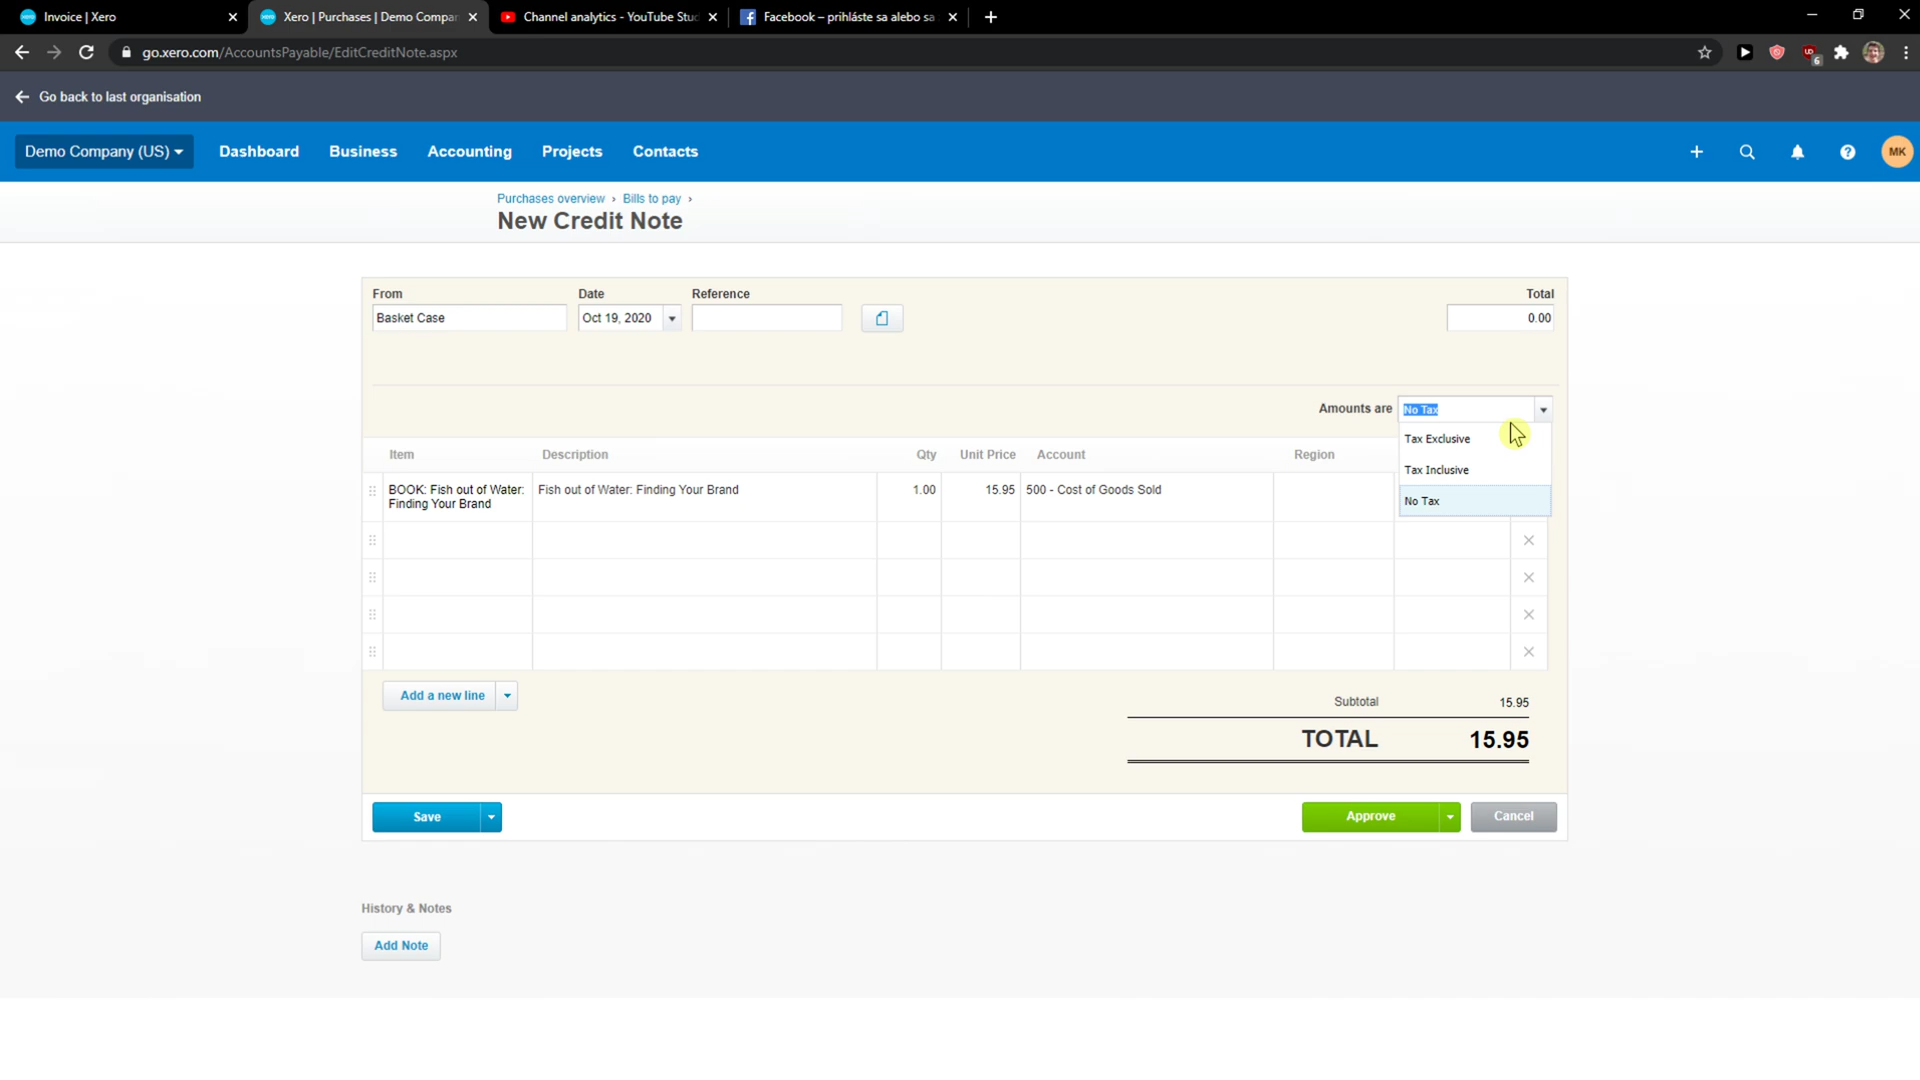 Invoice | Xero
Xero | Purchases | Demo Compan
Channel analytics - YouTube Stu
Facebook – prihláste sa alebo sa
go.xero.com/AccountsPayable/EditCreditNote.aspx
6
Go back to last organisation
Demo Company (US)
Dashboard
Business
Accounting
Projects
Contacts
MK
Purchases overview › Bills to pay ›
New Credit Note
From
Date
Reference
Total
Basket Case
Oct 19, 2020
0.00
Amounts are
No Tax
Tax Exclusive
Tax Inclusive
No Tax
Item
Description
Qty
Unit Price
Account
Region
BOOK: Fish out of Water: Finding Your Brand
Fish out of Water: Finding Your Brand
1.00
15.95
500 - Cost of Goods Sold
Add a new line
Subtotal
15.95
TOTAL
15.95
Save
Approve
Cancel
History & Notes
Add Note